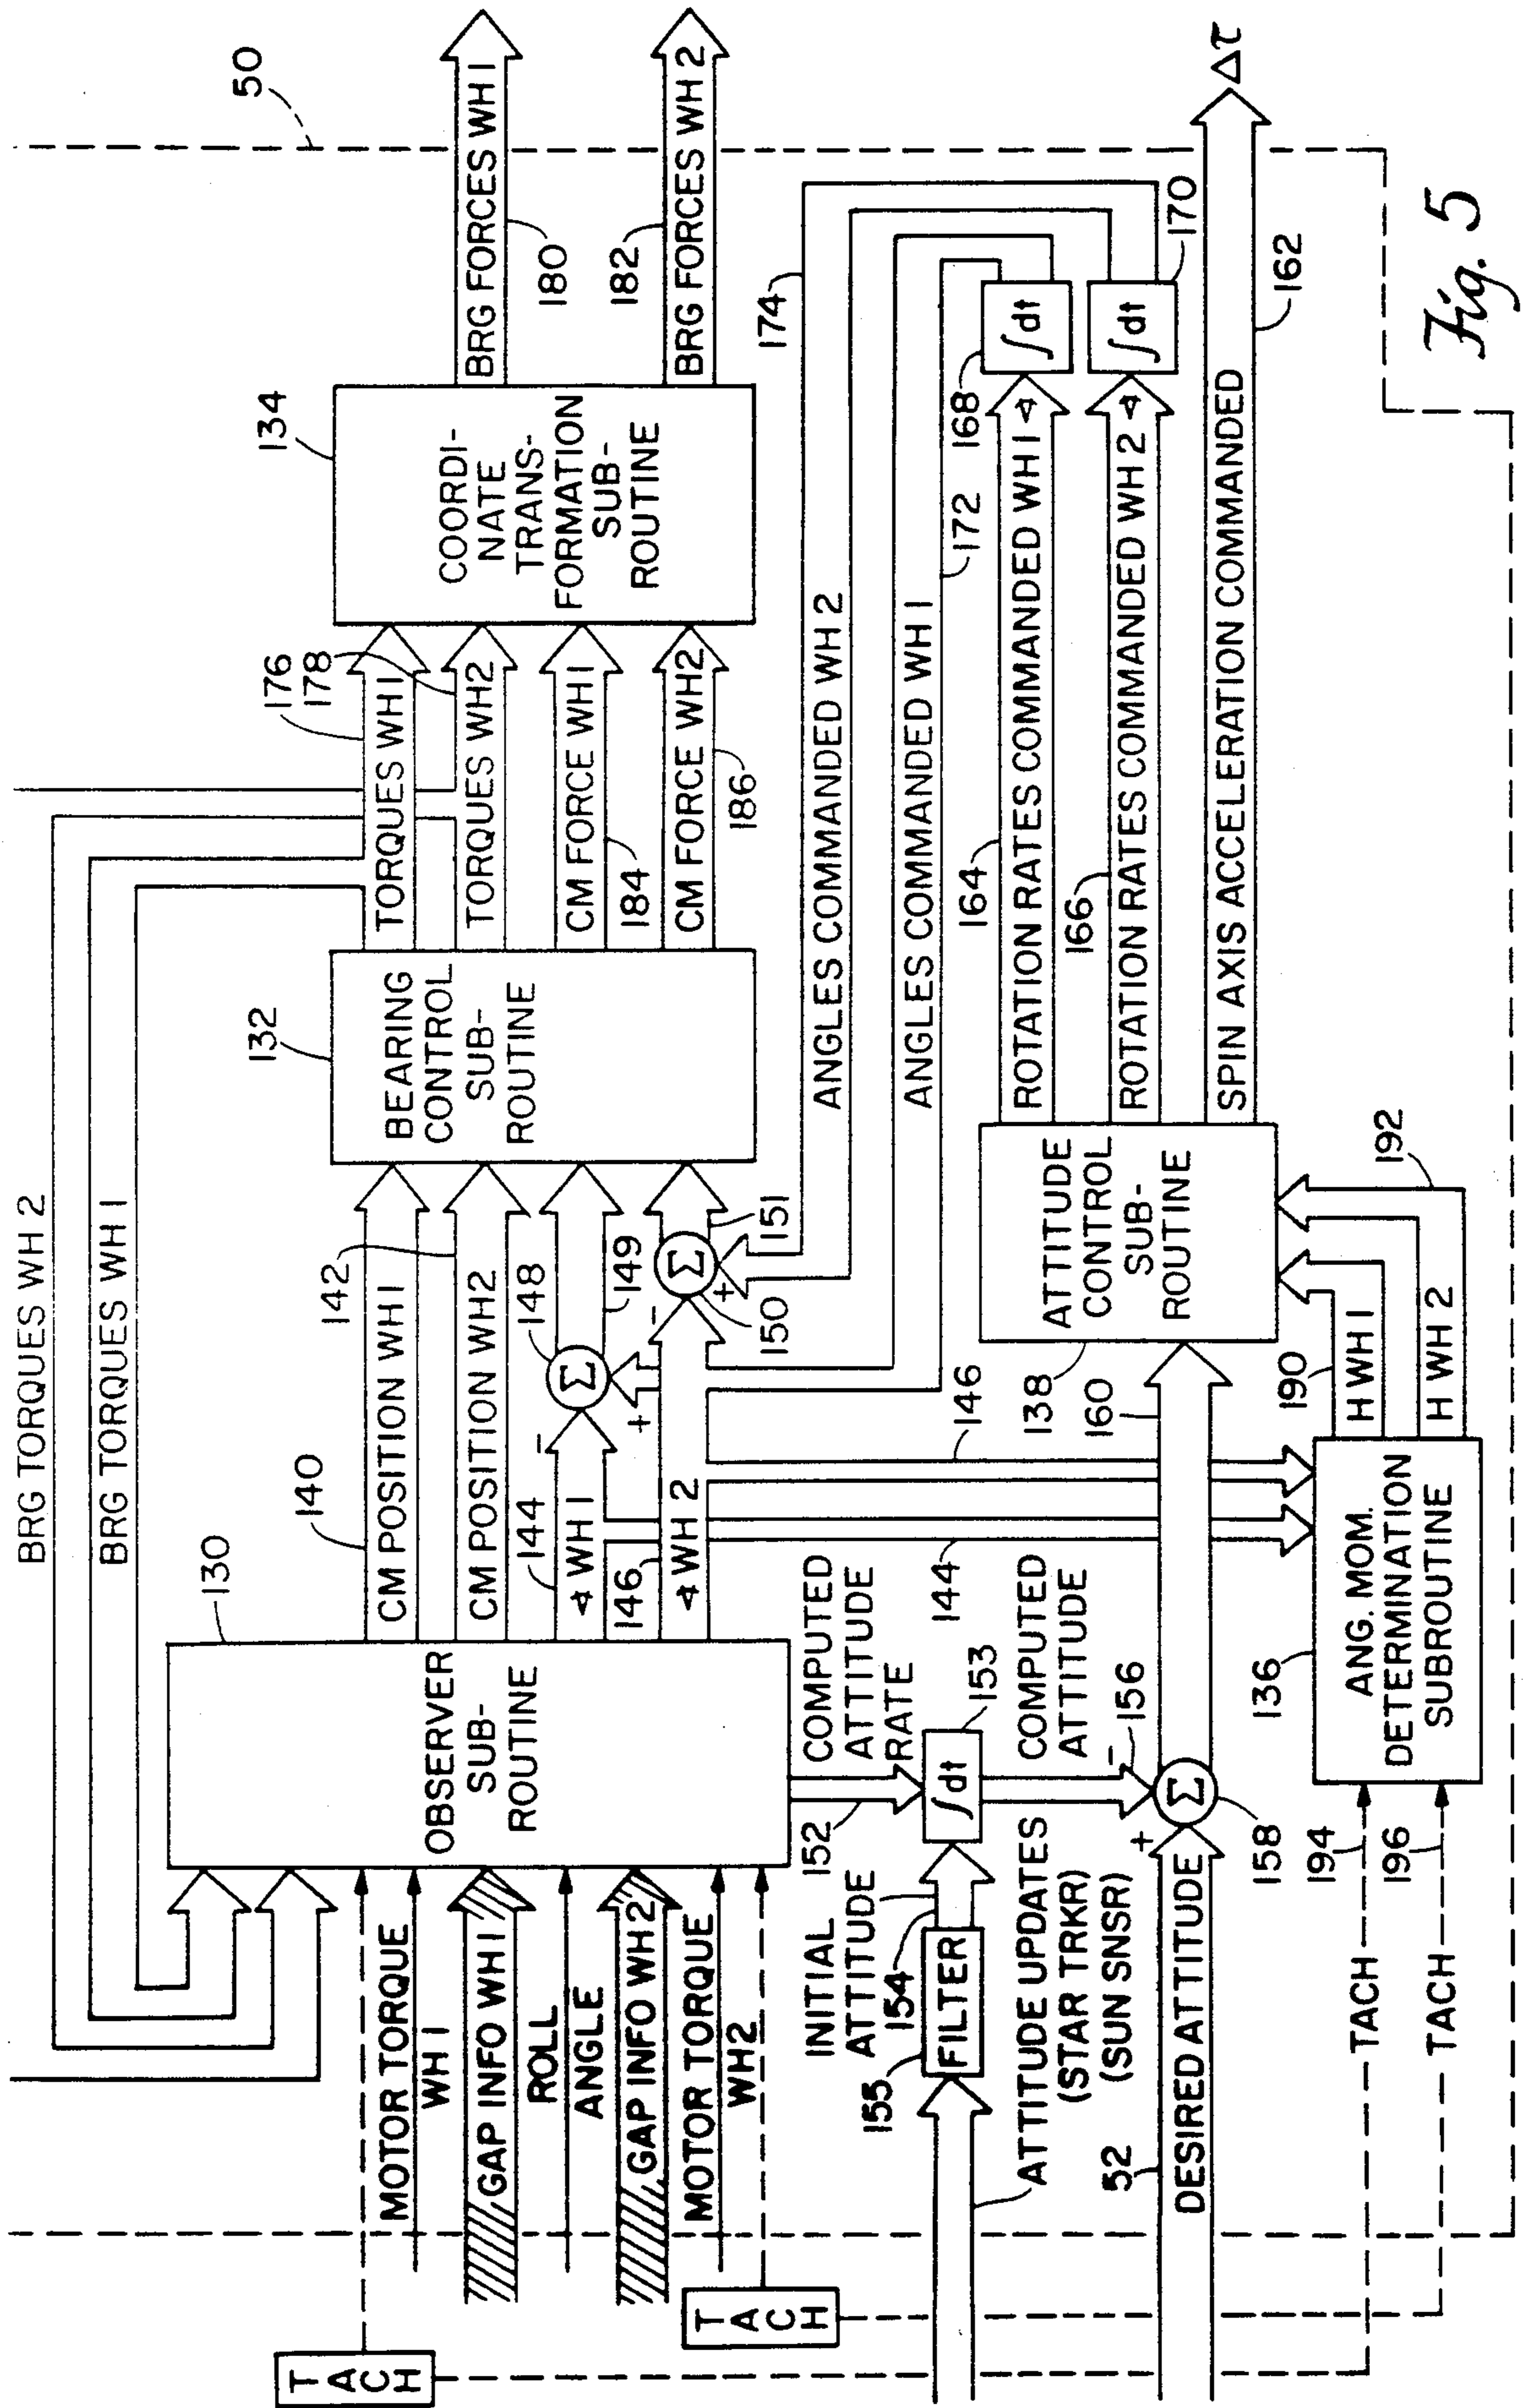 50
BRG TORQUES WH 2
BRG TORQUES WH 1
130
OBSERVER
SUB-
ROUTINE
140
CM POSITION WH1
142
CM POSITION WH2
144
∢ WH 1
146
∢ WH 2
148
Σ
-
+
149
150
Σ
-
+
151
132
BEARING
CONTROL
SUB-
ROUTINE
176
178
TORQUES WH1
TORQUES WH2
CM FORCE WH1
184
CM FORCE WH2
186
134
COORDI-
NATE
TRANS-
FORMATION
SUB-
ROUTINE
BRG FORCES WH 1
180
182
BRG FORCES WH 2
TACH
MOTOR TORQUE
WH 1
GAP INFO WH 1
ROLL
ANGLE
GAP INFO WH 2
MOTOR TORQUE
WH2
TACH
152
COMPUTED
ATTITUDE
RATE
153
∫dt
INITIAL
ATTITUDE
154
155
FILTER
ATTITUDE UPDATES
(STAR TRKR)
(SUN SNSR)
COMPUTED
ATTITUDE
156
-
+
Σ
158
52
DESIRED ATTITUDE
144
146
160
138
ATTITUDE
CONTROL
SUB-
ROUTINE
ANGLES COMMANDED WH 2
174
ANGLES COMMANDED WH 1
172
164
ROTATION RATES COMMANDED WH 1 ∢
168
∫dt
166
ROTATION RATES COMMANDED WH 2 ∢
∫dt
170
SPIN AXIS ACCELERATION COMMANDED
162
Δτ
136
ANG. MOM.
DETERMINATION
SUBROUTINE
190
H WH 1
H WH 2
192
194
196
TACH
TACH
Fig. 5